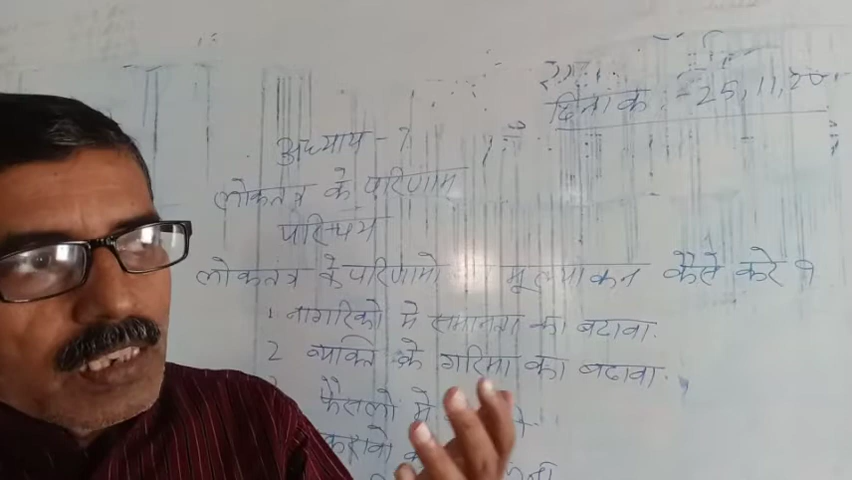 दिनांक :- 25,11,20
अध्याय - 7
लोकतंत्र के परिणाम
परिचय
लोकतंत्र के परिणामो मूल्याकन कैसे करे ?
1 नागरिको मे समानता का बढावा.
2 व्यक्ति के गरिमा का बढावा.
फैसलो मे